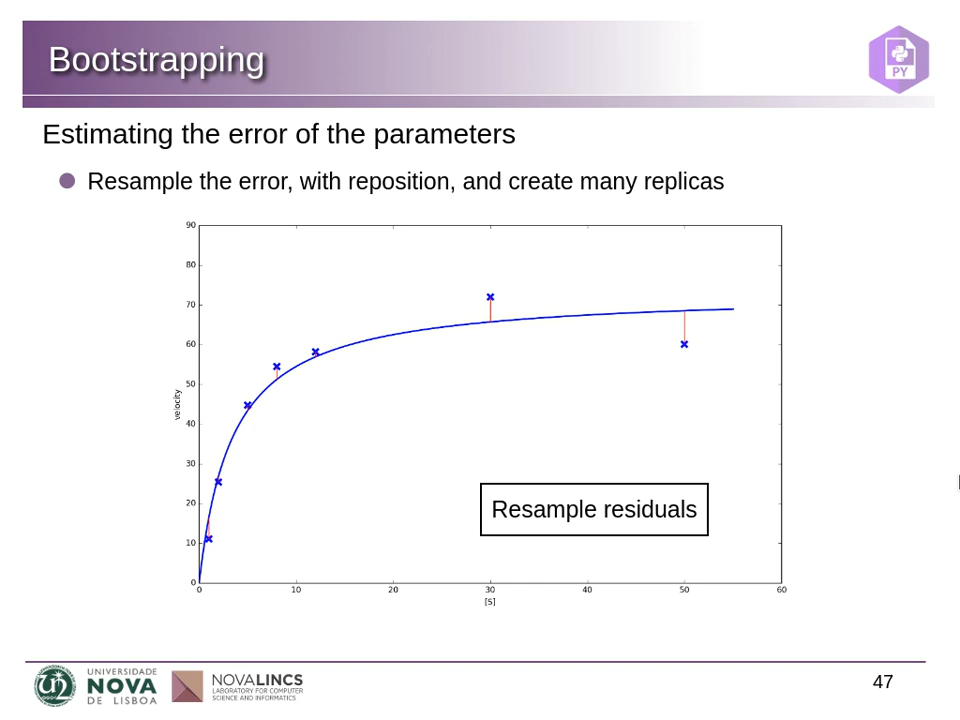 Bootstrapping
PY
Estimating the error of the parameters
Resample the error, with reposition, and create many replicas
90
80
70
60
50
40
30
20
10
0
velocity
Resample residuals
0 10 20 30 40 50 60
[S]
UNIVERSIDADE
NOVA
DE LISBOA
NOVALINCS
LABORATORY FOR COMPUTER
SCIENCE AND INFORMATICS
47